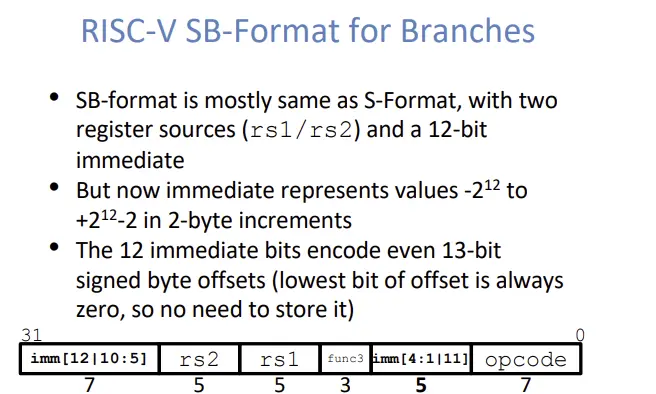 RISC-V SB-Format for Branches
• SB-format is mostly same as S-Format, with two
register sources (rs1/rs2) and a 12-bit
immediate
• But now immediate represents values -2¹² to
+2¹²-2 in 2-byte increments
• The 12 immediate bits encode even 13-bit
signed byte offsets (lowest bit of offset is always
zero, so no need to store it)
31 0
imm[12|10:5] rs2 rs1 func3 imm[4:1|11] opcode
7 5 5 3 5 7